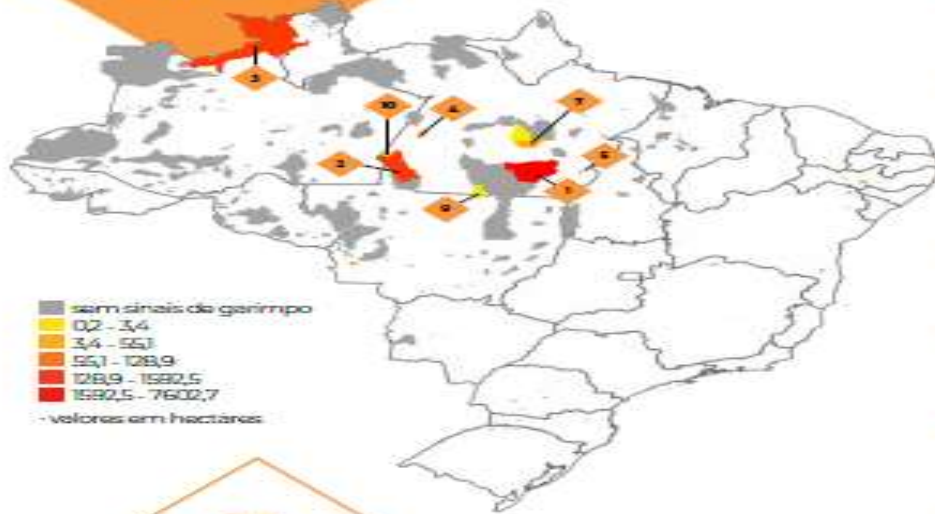 3
10
4
7
2
5
1
9
sem sinais de garimpo
0,2 - 3,4
3,4 - 55,1
55,1 - 128,9
128,9 - 1592,5
1592,5 - 7602,7
- valores em hectares